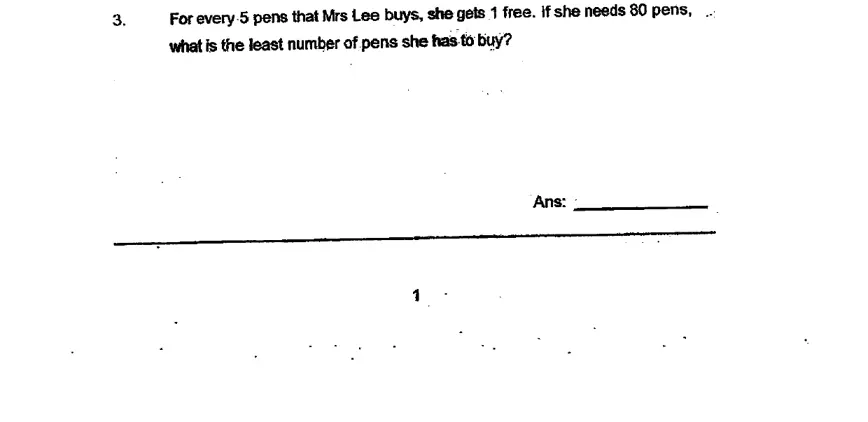 3. For every 5 pens that Mrs Lee buys, she gets 1 free. If she needs 80 pens,
what is the least number of pens she has to buy?
Ans:
1